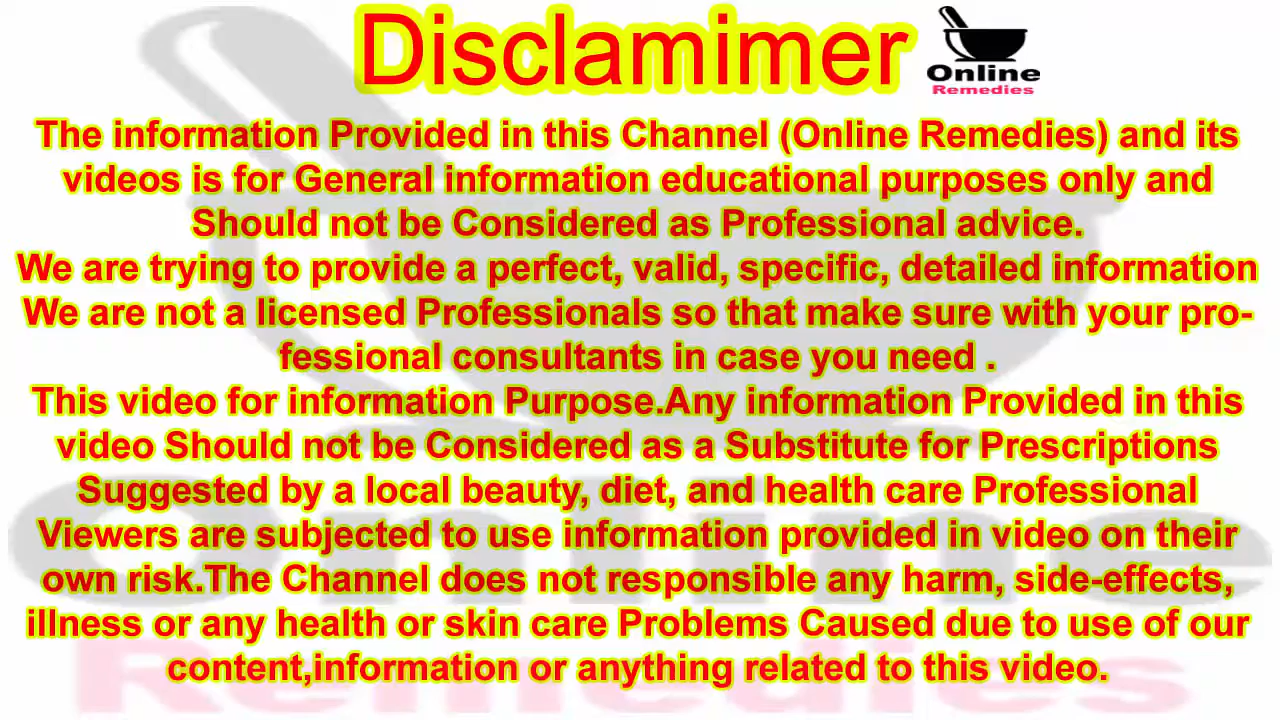 Disclamimer
Online
Remedies
The information Provided in this Channel (Online Remedies) and its
videos is for General information educational purposes only and
Should not be Considered as Professional advice.
We are trying to provide a perfect, valid, specific, detailed information
We are not a licensed Professionals so that make sure with your pro-
fessional consultants in case you need .
This video for information Purpose.Any information Provided in this
video Should not be Considered as a Substitute for Prescriptions
Suggested by a local beauty, diet, and health care Professional
Viewers are subjected to use information provided in video on their
own risk.The Channel does not responsible any harm, side-effects,
illness or any health or skin care Problems Caused due to use of our
content,information or anything related to this video.
Online
Remedies